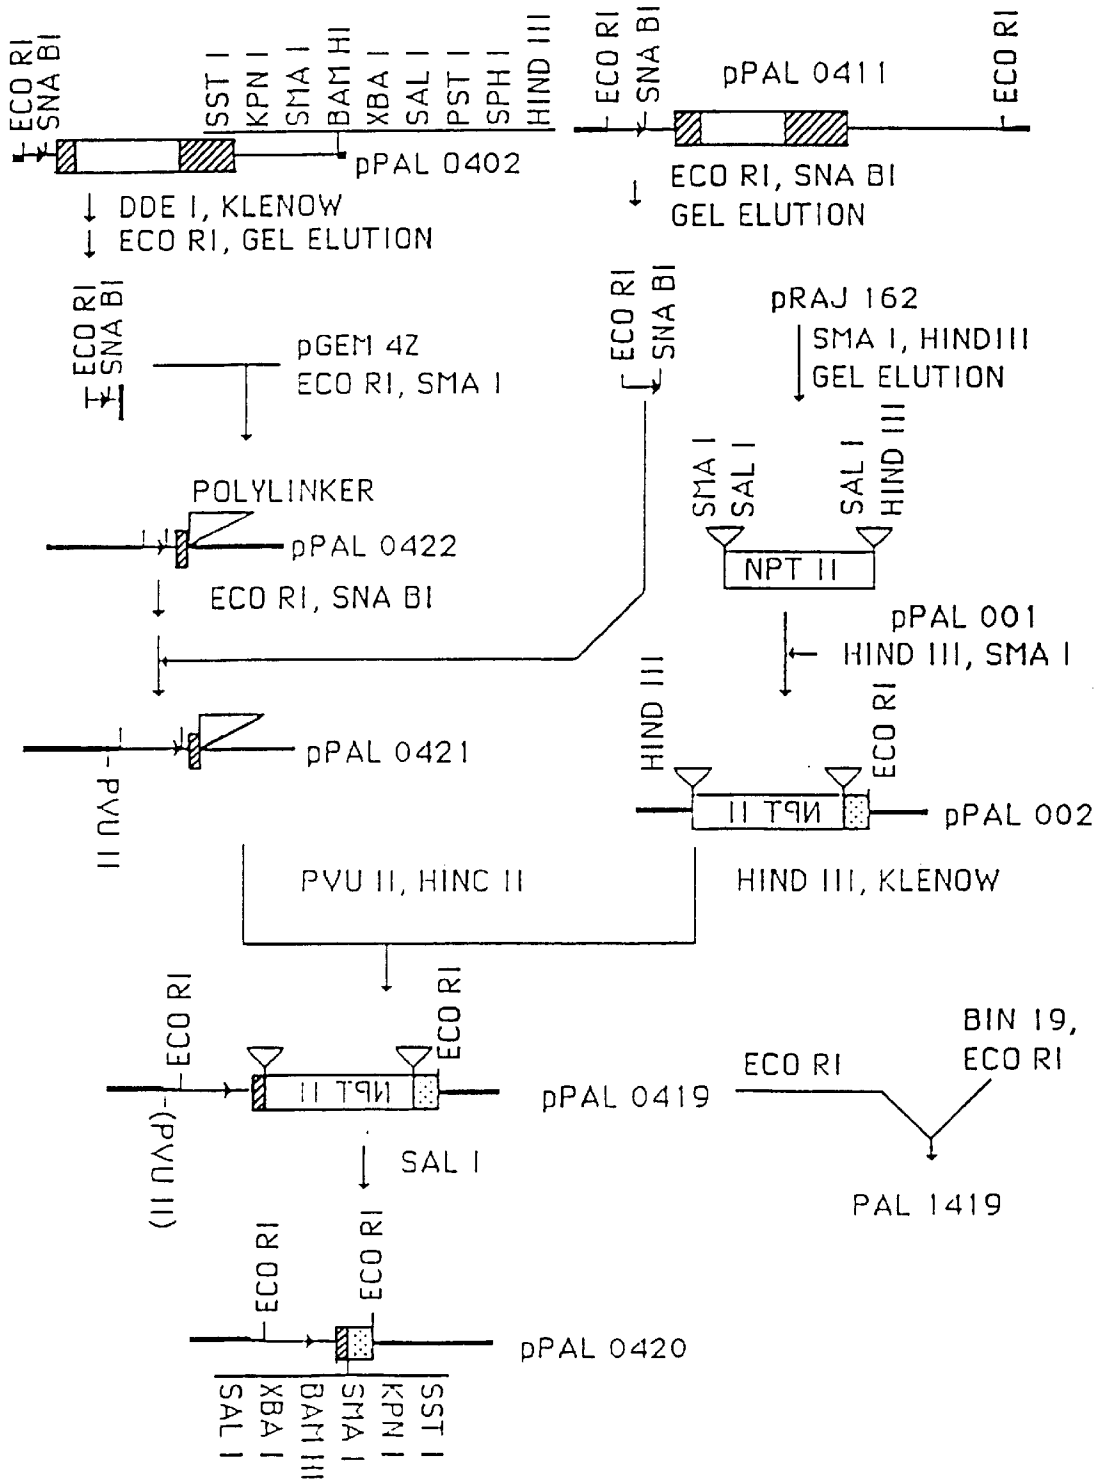 ECO RI
SNA BI
SST I
KPN I
SMA I
BAM HI
XBA I
SAL I
PST I
SPH I
HIND III
pPAL 0402
ECO RI
SNA BI
pPAL 0411
ECO RI
DDE I, KLENOW
ECO RI, GEL ELUTION
ECO RI, SNA BI
GEL ELUTION
ECO RI
SNA BI
pGEM 4Z
ECO RI, SMA I
ECO RI
SNA BI
pRAJ 162
SMA I, HINDIII
GEL ELUTION
POLYLINKER
pPAL 0422
ECO RI, SNA BI
SMA I
SAL I
SAL I
HIND III
NPT II
pPAL 001
HIND III, SMA I
pPAL 0421
PVU II
HIND III
ECO RI
NPT II
pPAL 002
PVU II, HINC II
HIND III, KLENOW
ECO RI
ECO RI
NPT II
pPAL 0419
(PVU II)
ECO RI
BIN 19,
ECO RI
PAL 1419
SAL I
ECO RI
ECO RI
pPAL 0420
SAL I
XBA I
BAM HI
SMA I
KPN I
SST I